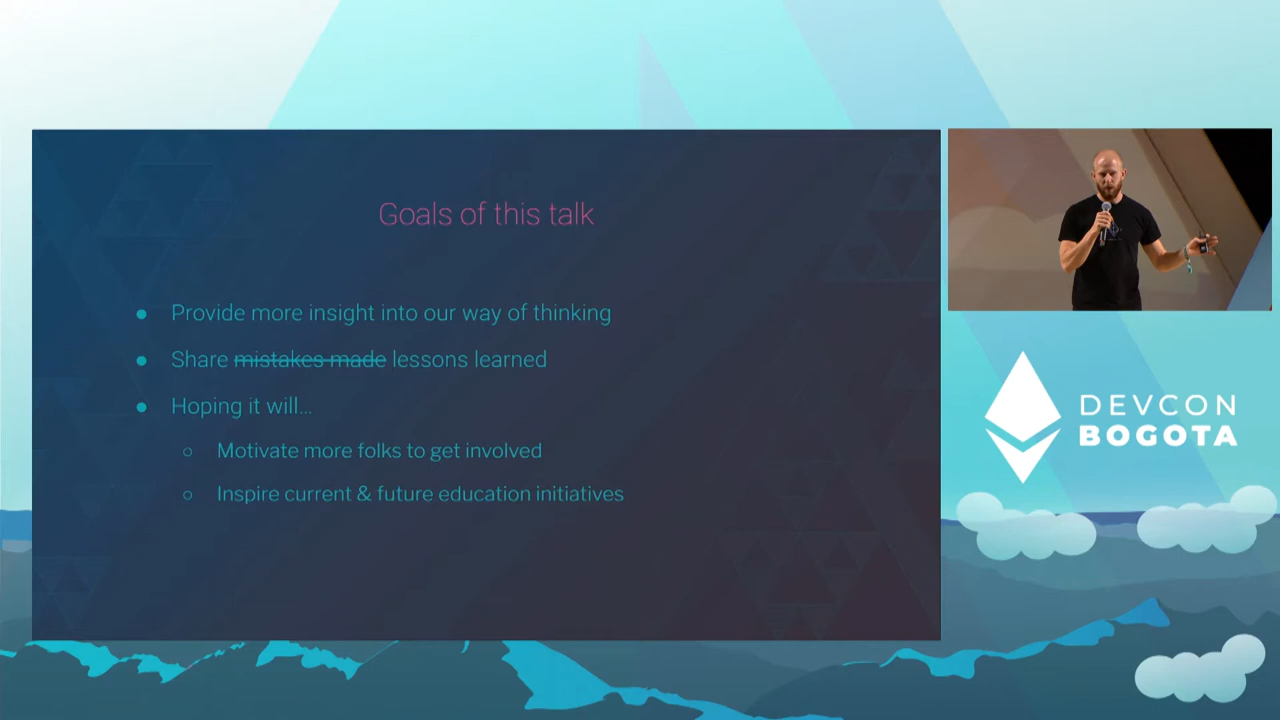 Goals of this talk
● Provide more insight into our way of thinking
● Share mistakes made lessons learned
● Hoping it will...
○ Motivate more folks to get involved
○ Inspire current & future education initiatives
DEVCON
BOGOTA